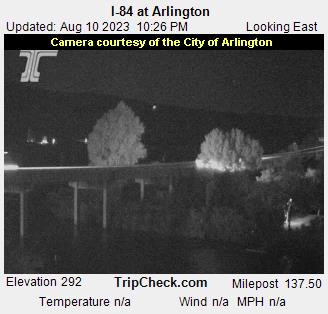 I-84 at Arlington
Updated: Aug 10 2023 10:26 PM Looking East
Camera courtesy of the City of Arlington
Elevation 292 TripCheck.com Milepost 137.50
Temperature n/a Wind n/a MPH n/a